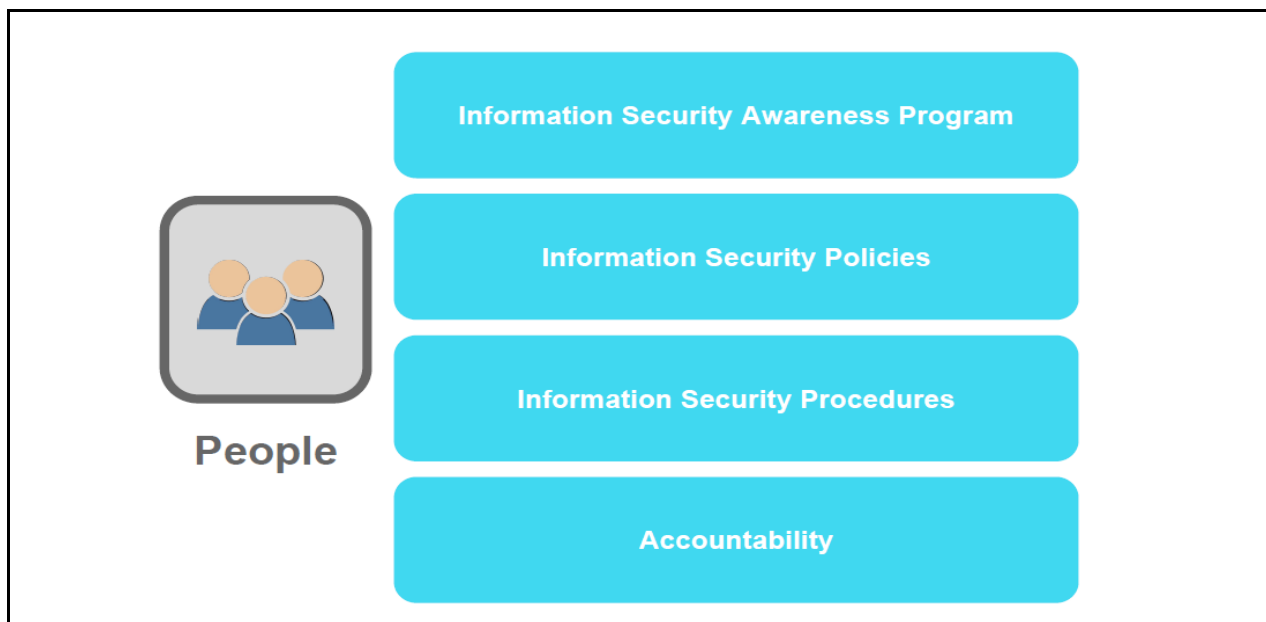 Information Security Awareness Program
Information Security Policies
Information Security Procedures
People
Accountability